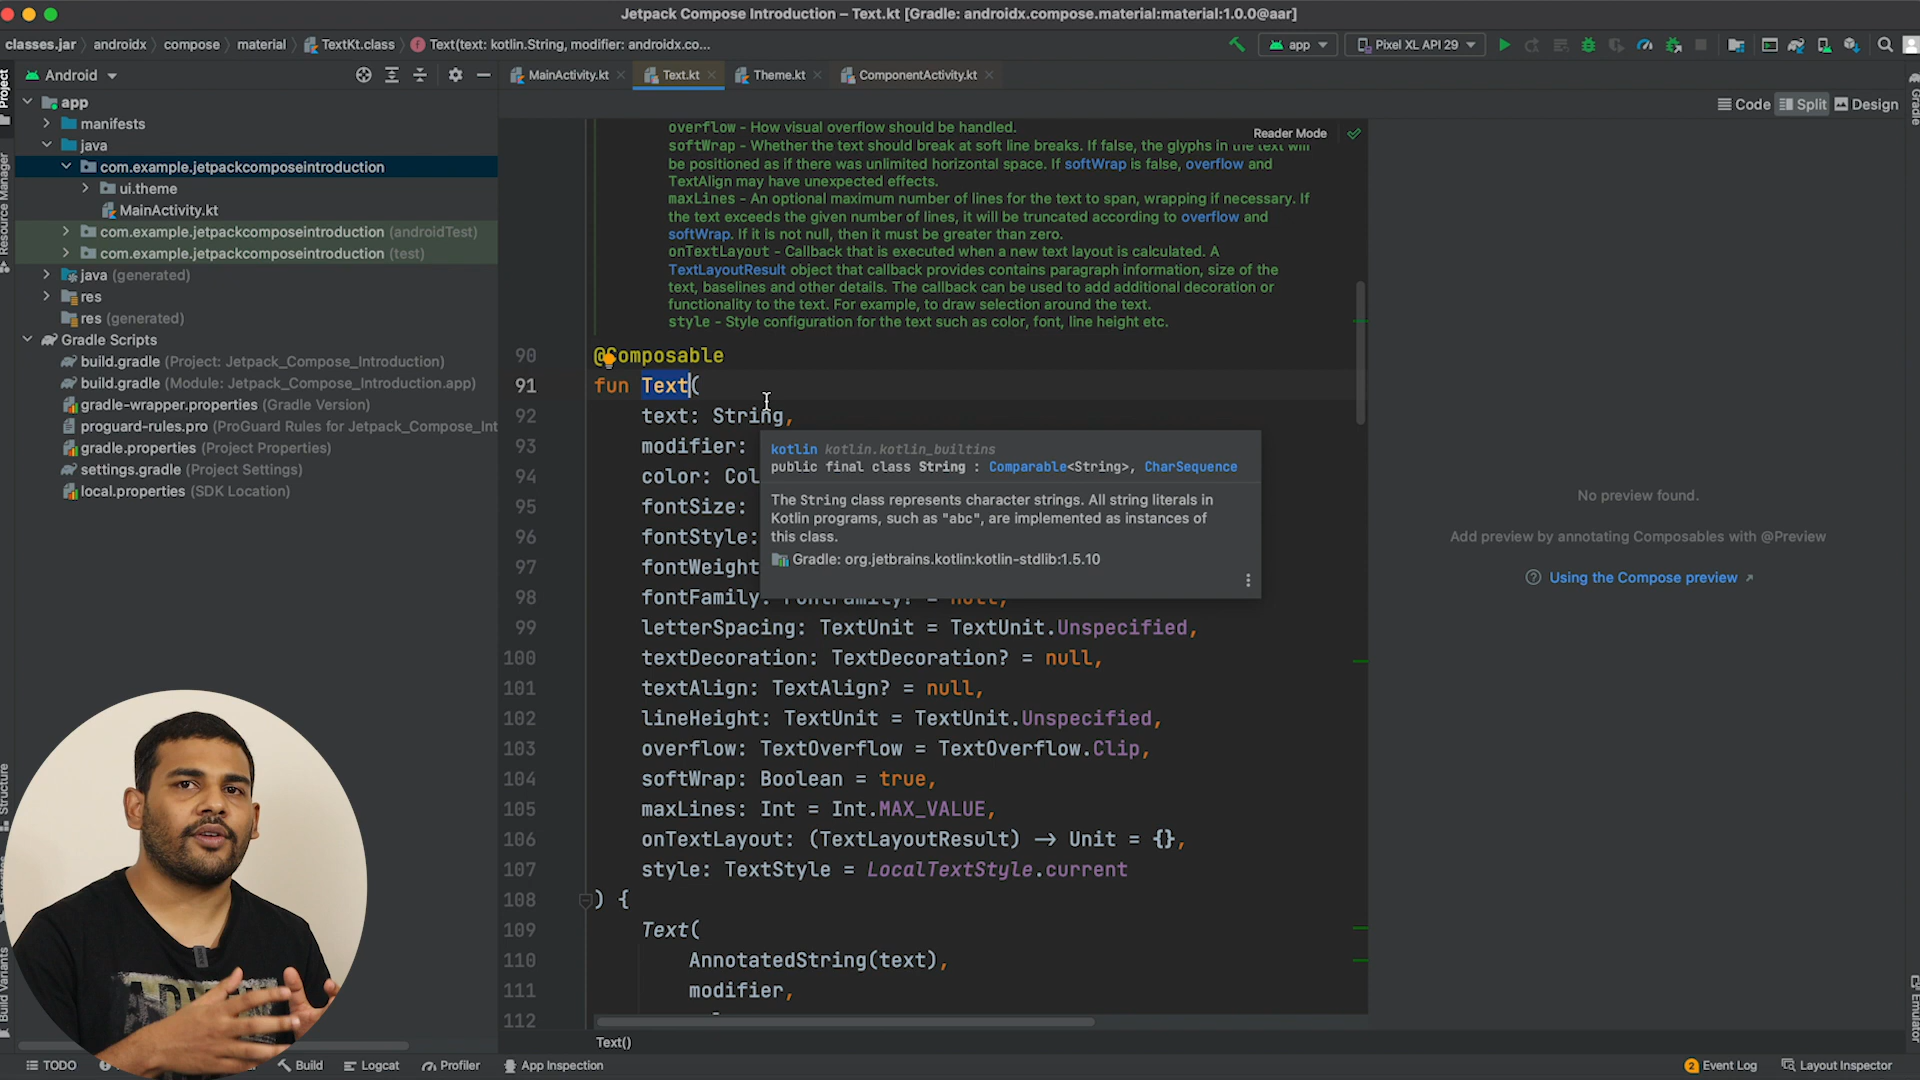 Jetpack Compose Introduction – Text.kt [Gradle: androidx.compose.material:material:1.0.0@aar]
classes.jar androidx compose material TextKt.class Text(text: kotlin.String, modifier: androidx.co...
app Pixel XL API 29
Project
Android
MainActivity.kt Text.kt Theme.kt ComponentActivity.kt
Gradle
Code Split Design
app
manifests
java
com.example.jetpackcomposeintroduction
ui.theme
MainActivity.kt
com.example.jetpackcomposeintroduction (androidTest)
com.example.jetpackcomposeintroduction (test)
java (generated)
res
res (generated)
Gradle Scripts
build.gradle (Project: Jetpack_Compose_Introduction)
build.gradle (Module: Jetpack_Compose_Introduction.app)
gradle-wrapper.properties (Gradle Version)
proguard-rules.pro (ProGuard Rules for Jetpack_Compose_Int
gradle.properties (Project Properties)
settings.gradle (Project Settings)
local.properties (SDK Location)
Resource Manager
Structure
Build Variants
Reader Mode
overflow - How visual overflow should be handled.
softWrap - Whether the text should break at soft line breaks. If false, the glyphs in the text will
be positioned as if there was unlimited horizontal space. If softWrap is false, overflow and
TextAlign may have unexpected effects.
maxLines - An optional maximum number of lines for the text to span, wrapping if necessary. If
the text exceeds the given number of lines, it will be truncated according to overflow and
softWrap. If it is not null, then it must be greater than zero.
onTextLayout - Callback that is executed when a new text layout is calculated. A
TextLayoutResult object that callback provides contains paragraph information, size of the
text, baselines and other details. The callback can be used to add additional decoration or
functionality to the text. For example, to draw selection around the text.
style - Style configuration for the text such as color, font, line height etc.
90 @Composable
91 fun Text(
92 text: String,
93 modifier:
94 color: Col
95 fontSize:
96 fontStyle:
97 fontWeight
98 fontFamily: FontFamily? = null,
99 letterSpacing: TextUnit = TextUnit.Unspecified,
100 textDecoration: TextDecoration? = null,
101 textAlign: TextAlign? = null,
102 lineHeight: TextUnit = TextUnit.Unspecified,
103 overflow: TextOverflow = TextOverflow.Clip,
104 softWrap: Boolean = true,
105 maxLines: Int = Int.MAX_VALUE,
106 onTextLayout: (TextLayoutResult) → Unit = {},
107 style: TextStyle = LocalTextStyle.current
108 ) {
109 Text(
110 AnnotatedString(text),
111 modifier,
112
kotlin kotlin.kotlin_builtins
public final class String : Comparable<String>, CharSequence
The String class represents character strings. All string literals in
Kotlin programs, such as "abc", are implemented as instances of
this class.
Gradle: org.jetbrains.kotlin:kotlin-stdlib:1.5.10
No preview found.
Add preview by annotating Composables with @Preview
Using the Compose preview ↗
Emulator
Text()
TODO Build Logcat Profiler App Inspection 2 Event Log Layout Inspector